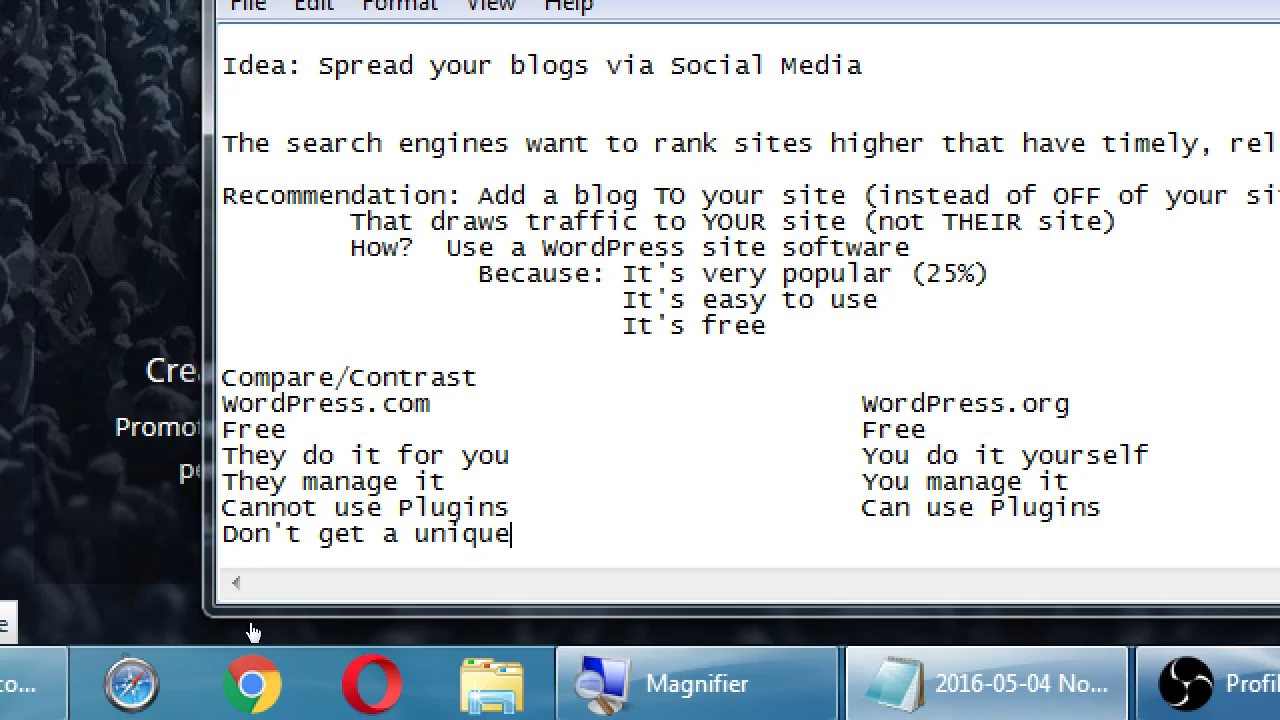 File Edit Format View Help
Idea: Spread your blogs via Social Media
The search engines want to rank sites higher that have timely, rel
Recommendation: Add a blog TO your site (instead of OFF of your si
That draws traffic to YOUR site (not THEIR site)
How? Use a WordPress site software
Because: It's very popular (25%)
It's easy to use
It's free
Cre
Compare/Contrast
WordPress.com WordPress.org
Promot
Free Free
They do it for you You do it yourself
pe
They manage it You manage it
Cannot use Plugins Can use Plugins
Don't get a unique
e
co... Magnifier 2016-05-04 No... Profil